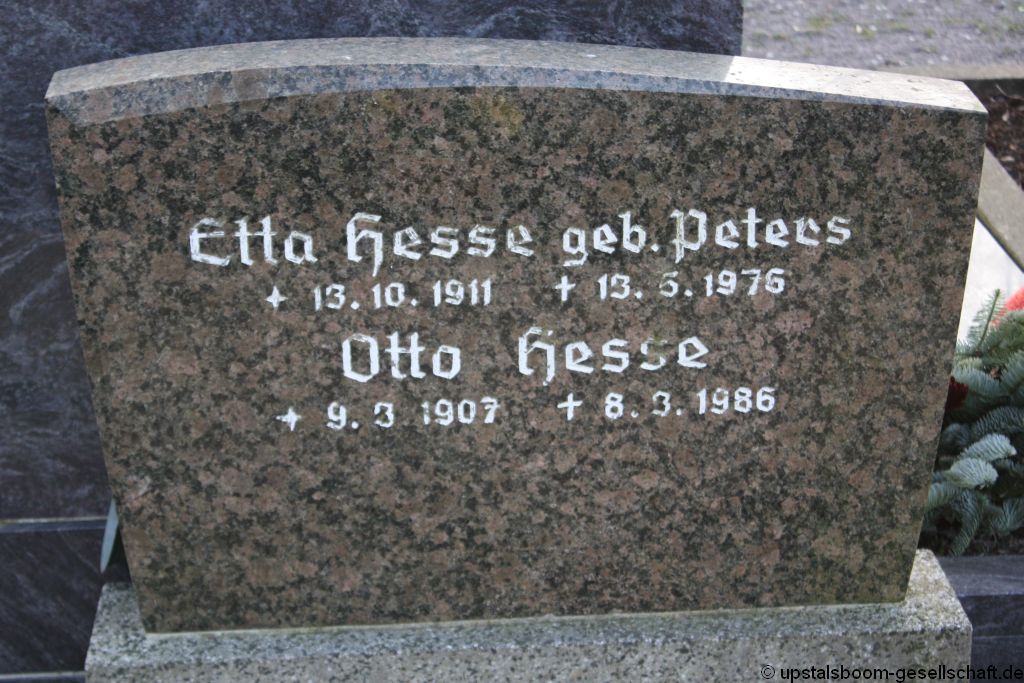 Etta Hesse geb. Peters
✦ 13. 10. 1911 † 13. 5. 1976
Otto Hesse
✦ 9. 3 1907 † 8. 3. 1986
© upstalsboom-gesellschaft.de